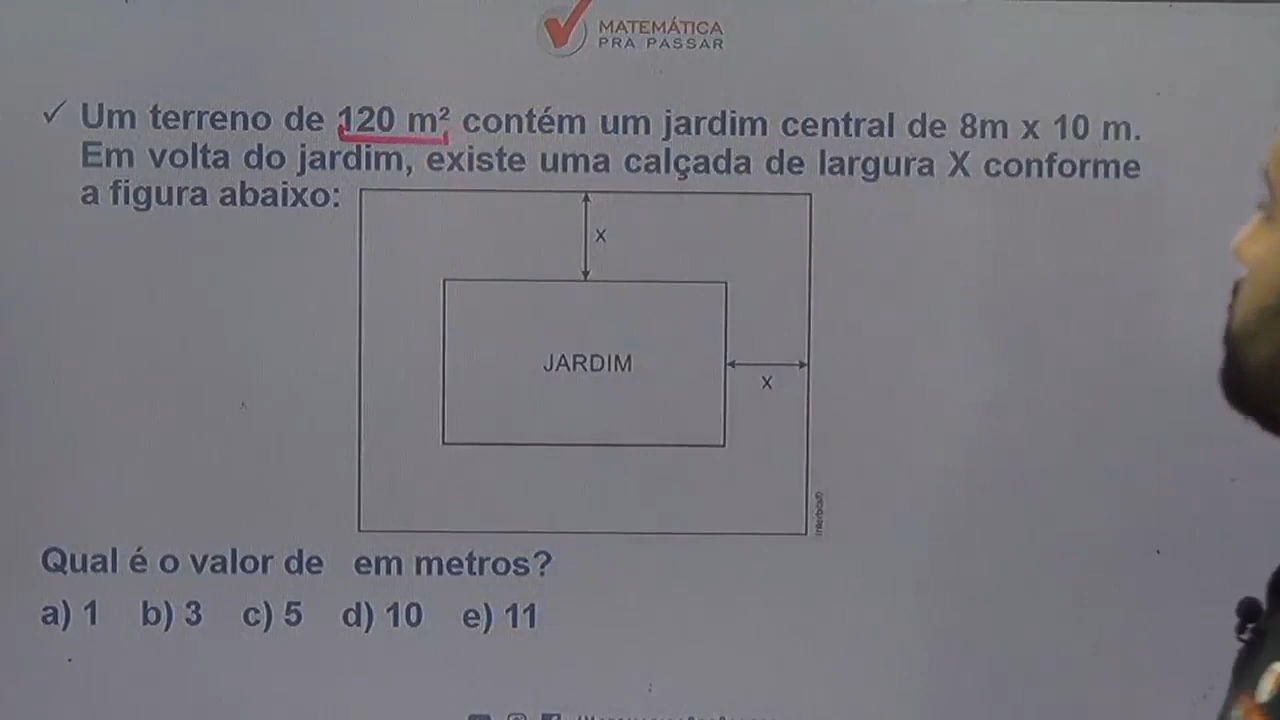 MATEMÁTICA
PRA PASSAR
✓ Um terreno de 120 m² contém um jardim central de 8m x 10 m.
Em volta do jardim, existe uma calçada de largura X conforme
a figura abaixo:
X
JARDIM
X
Qual é o valor de em metros?
a) 1 b) 3 c) 5 d) 10 e) 11